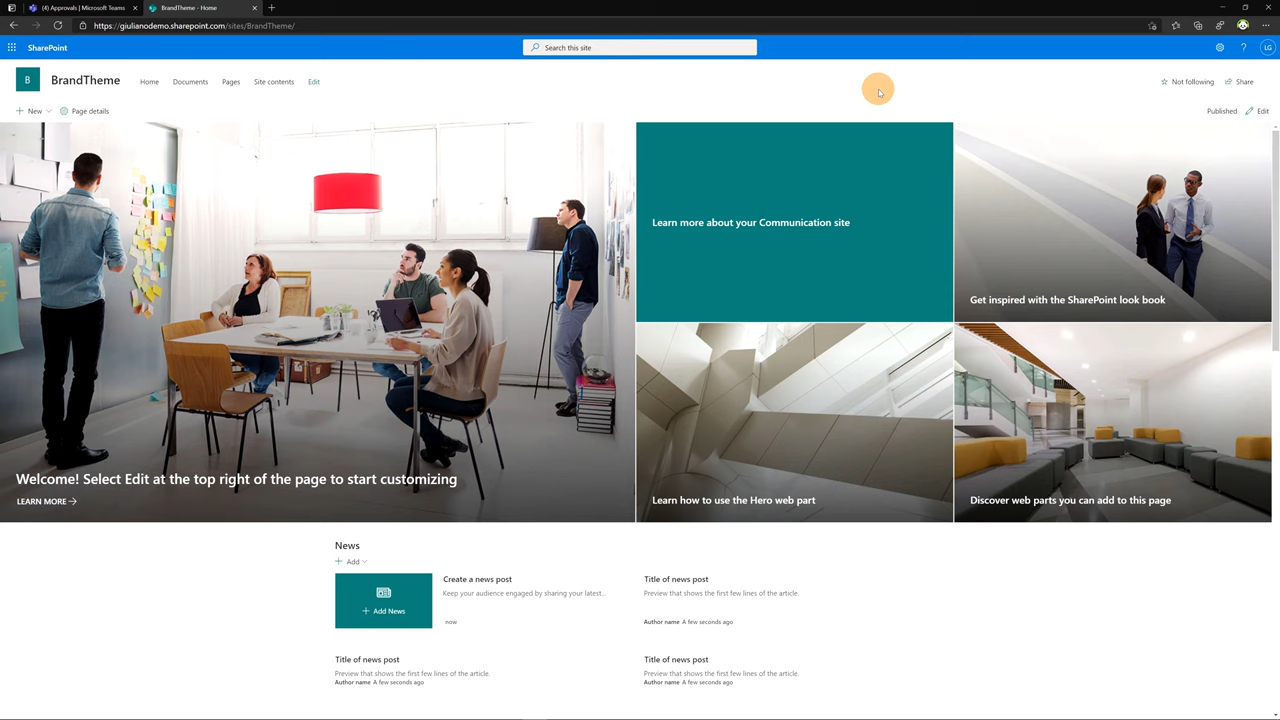 (4) Approvals | Microsoft Teams
BrandTheme - Home
https://giulianodemo.sharepoint.com/sites/BrandTheme/
SharePoint
Search this site
?
LG
B
BrandTheme
Home
Documents
Pages
Site contents
Edit
Not following
Share
New
Page details
Published
Edit
Learn more about your Communication site
Get inspired with the SharePoint look book
Welcome! Select Edit at the top right of the page to start customizing
LEARN MORE
Learn how to use the Hero web part
Discover web parts you can add to this page
News
Add
Add News
Create a news post
Keep your audience engaged by sharing your latest...
now
Title of news post
Preview that shows the first few lines of the article.
Author name A few seconds ago
Title of news post
Preview that shows the first few lines of the article.
Author name A few seconds ago
Title of news post
Preview that shows the first few lines of the article.
Author name A few seconds ago